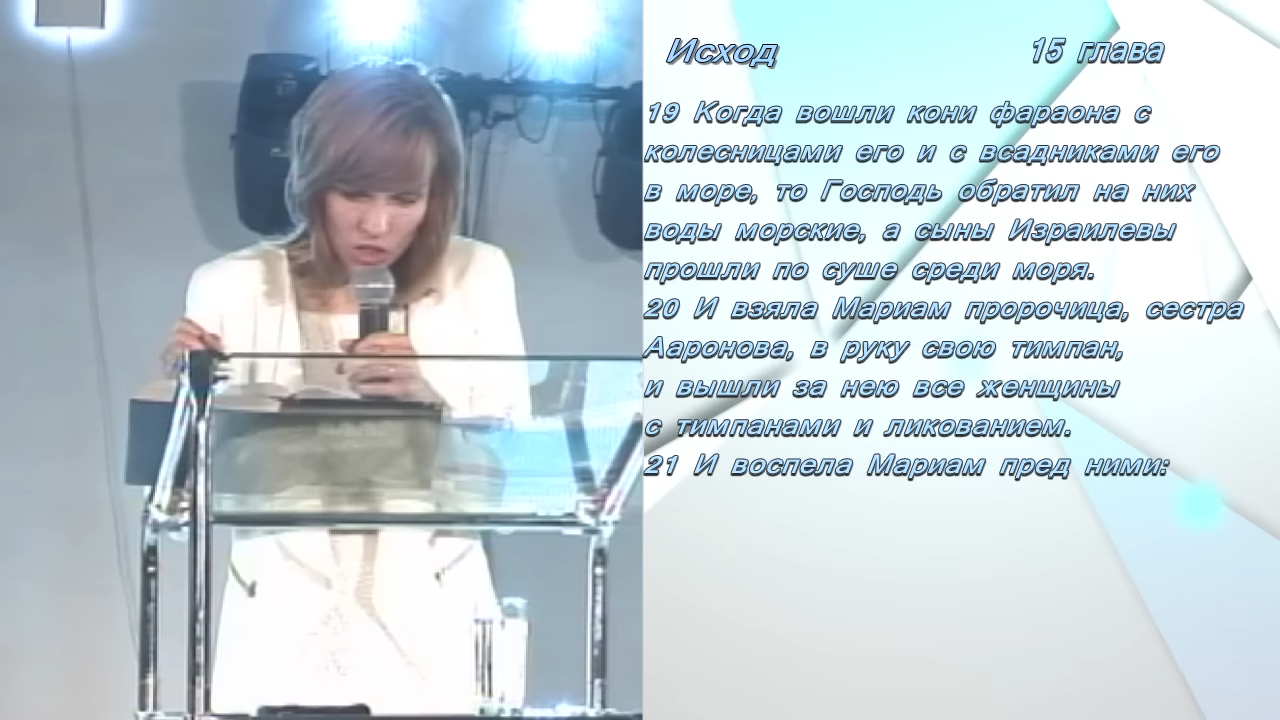 Исход 15 глава
19 Когда вошли кони фараона с
колесницами его и с всадниками его
в море, то Господь обратил на них
воды морские, а сыны Израилевы
прошли по суше среди моря.
20 И взяла Мариам пророчица, сестра
Ааронова, в руку свою тимпан,
и вышли за нею все женщины
с тимпанами и ликованием.
21 И воспела Мариам пред ними: